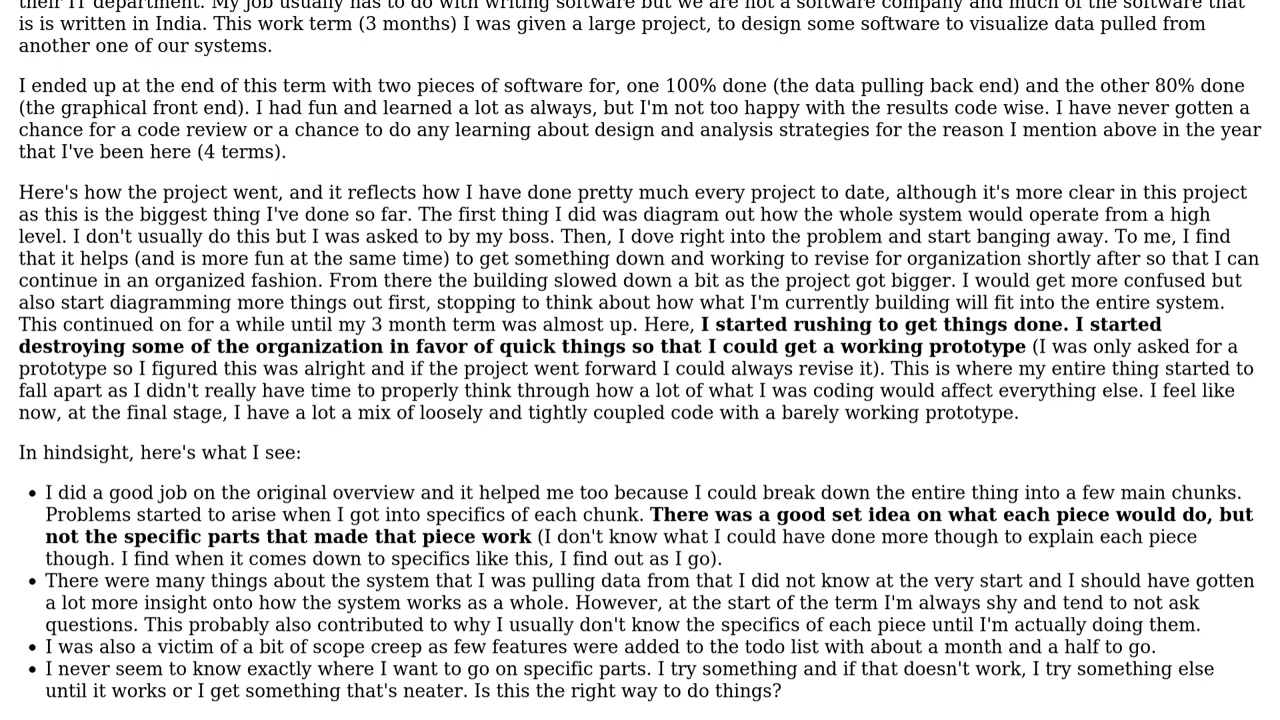 their IT department. My job usually has to do with writing software but we are not a software company and much of the software that
is is written in India. This work term (3 months) I was given a large project, to design some software to visualize data pulled from
another one of our systems.
I ended up at the end of this term with two pieces of software for, one 100% done (the data pulling back end) and the other 80% done
(the graphical front end). I had fun and learned a lot as always, but I'm not too happy with the results code wise. I have never gotten a
chance for a code review or a chance to do any learning about design and analysis strategies for the reason I mention above in the year
that I've been here (4 terms).
Here's how the project went, and it reflects how I have done pretty much every project to date, although it's more clear in this project
as this is the biggest thing I've done so far. The first thing I did was diagram out how the whole system would operate from a high
level. I don't usually do this but I was asked to by my boss. Then, I dove right into the problem and start banging away. To me, I find
that it helps (and is more fun at the same time) to get something down and working to revise for organization shortly after so that I can
continue in an organized fashion. From there the building slowed down a bit as the project got bigger. I would get more confused but
also start diagramming more things out first, stopping to think about how what I'm currently building will fit into the entire system.
This continued on for a while until my 3 month term was almost up. Here, I started rushing to get things done. I started
destroying some of the organization in favor of quick things so that I could get a working prototype (I was only asked for a
prototype so I figured this was alright and if the project went forward I could always revise it). This is where my entire thing started to
fall apart as I didn't really have time to properly think through how a lot of what I was coding would affect everything else. I feel like
now, at the final stage, I have a lot a mix of loosely and tightly coupled code with a barely working prototype.
In hindsight, here's what I see:
• I did a good job on the original overview and it helped me too because I could break down the entire thing into a few main chunks.
Problems started to arise when I got into specifics of each chunk. There was a good set idea on what each piece would do, but
not the specific parts that made that piece work (I don't know what I could have done more though to explain each piece
though. I find when it comes down to specifics like this, I find out as I go).
• There were many things about the system that I was pulling data from that I did not know at the very start and I should have gotten
a lot more insight onto how the system works as a whole. However, at the start of the term I'm always shy and tend to not ask
questions. This probably also contributed to why I usually don't know the specifics of each piece until I'm actually doing them.
• I was also a victim of a bit of scope creep as few features were added to the todo list with about a month and a half to go.
• I never seem to know exactly where I want to go on specific parts. I try something and if that doesn't work, I try something else
until it works or I get something that's neater. Is this the right way to do things?